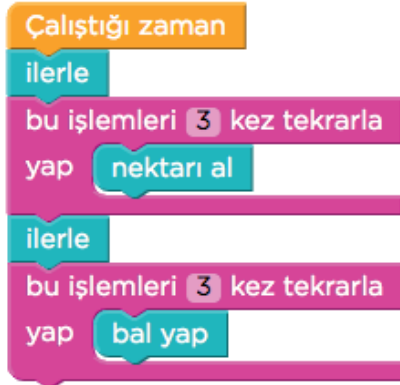 Çalıştığı zaman
ilerle
bu işlemleri 3 kez tekrarla
yap nektarı al
ilerle
bu işlemleri 3 kez tekrarla
yap bal yap